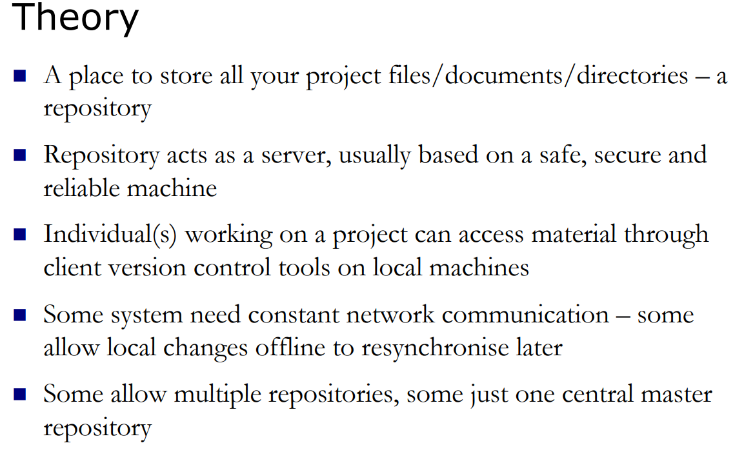 Theory
A place to store all your project files/documents/directories – a
repository
Repository acts as a server, usually based on a safe, secure and
reliable machine
Individual(s) working on a project can access material through
client version control tools on local machines
Some system need constant network communication – some
allow local changes offline to resynchronise later
Some allow multiple repositories, some just one central master
repository